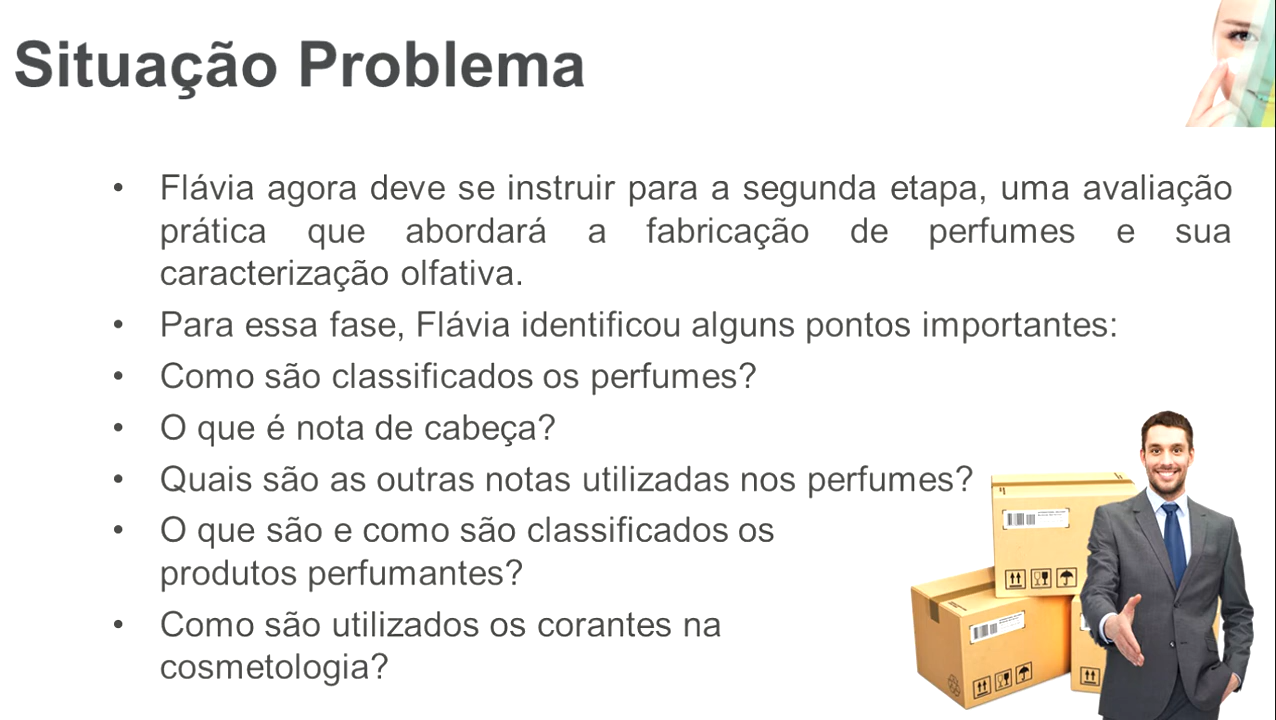 Situação Problema
• Flávia agora deve se instruir para a segunda etapa, uma avaliação
prática que abordará a fabricação de perfumes e sua
caracterização olfativa.
• Para essa fase, Flávia identificou alguns pontos importantes:
• Como são classificados os perfumes?
• O que é nota de cabeça?
• Quais são as outras notas utilizadas nos perfumes?
• O que são e como são classificados os
produtos perfumantes?
• Como são utilizados os corantes na
cosmetologia?